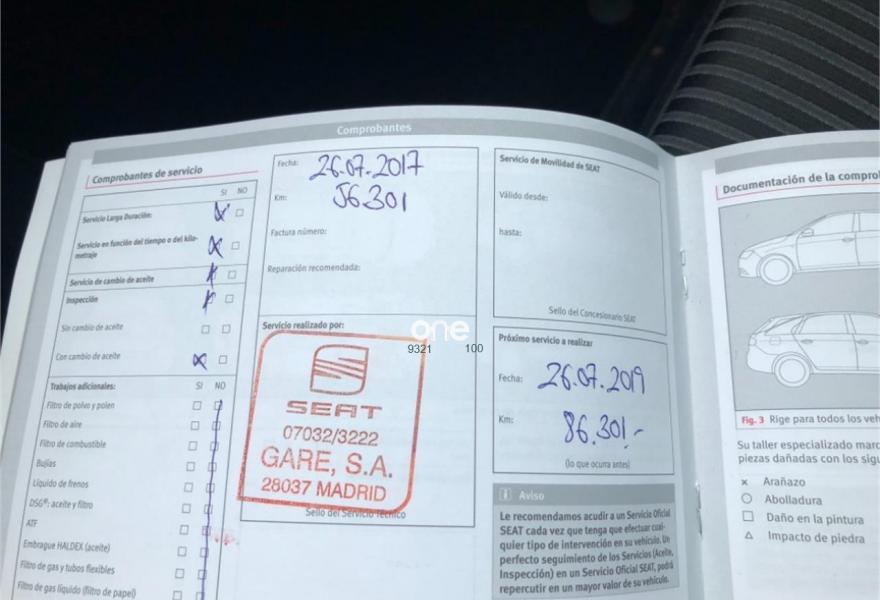 Comprobantes
Comprobantes de servicio
SI NO
Servicio Larga Duración:
Servicio en función del tiempo o del kilo-
metraje
Servicio de cambio de aceite
Inspección
Sin cambio de aceite
Con cambio de aceite
Trabajos adicionales: SI NO
Filtro de polvo y polen
Filtro de aire
Filtro de combustible
Bujías
Líquido de frenos
DSG®: aceite y filtro
ATF
Embrague HALDEX (aceite)
Filtro de gas y tubos flexibles
Filtro de gas líquido (filtro de papel)
Fecha: 26.07.2017
Km: 56.301
Factura número:
Reparación recomendada:
Servicio realizado por:
SEAT
07032/3222
GARE, S.A.
28037 MADRID
Sello del Servicio Técnico
one
9321 100
Servicio de Movilidad de SEAT
Válido desde:
hasta:
Sello del Concesionario SEAT
Próximo servicio a realizar
Fecha: 26.07.2019
Km: 86.301.-
(lo que ocurra antes)
Aviso
Le recomendamos acudir a un Servicio Oficial
SEAT cada vez que tenga que efectuar cual-
quier tipo de intervención en su vehículo. Un
perfecto seguimiento de los Servicios (Aceite,
Inspección) en un Servicio Oficial SEAT, podrá
repercutir en un mayor valor de su vehículo.
Documentación de la compro
Fig. 3 Rige para todos los veh
Su taller especializado marc
piezas dañadas con los sigu
× Arañazo
○ Abolladura
□ Daño en la pintura
△ Impacto de piedra